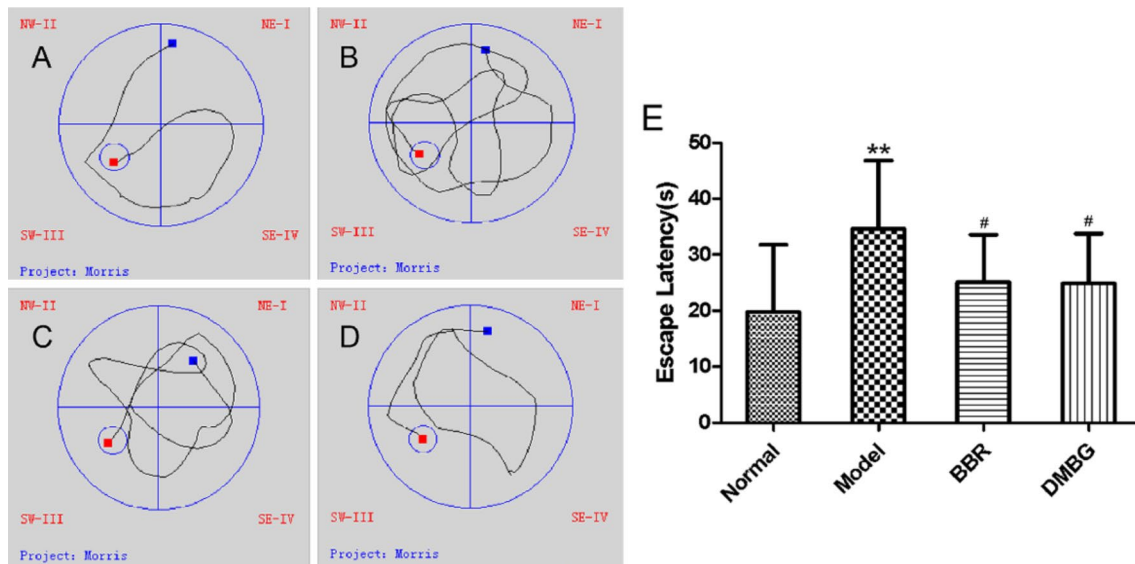 NW-II NE-I
A
SW-III SE-IV
Project: Morris
NW-II NE-I
B
SW-III SE-IV
Project: Morris
NW-II NE-I
C
SW-III SE-IV
Project: Morris
NW-II NE-I
D
SW-III SE-IV
Project: Morris
E
Escape Latency(s)
50
40
30
20
10
0
**
#
#
Normal
Model
BBR
DMBG